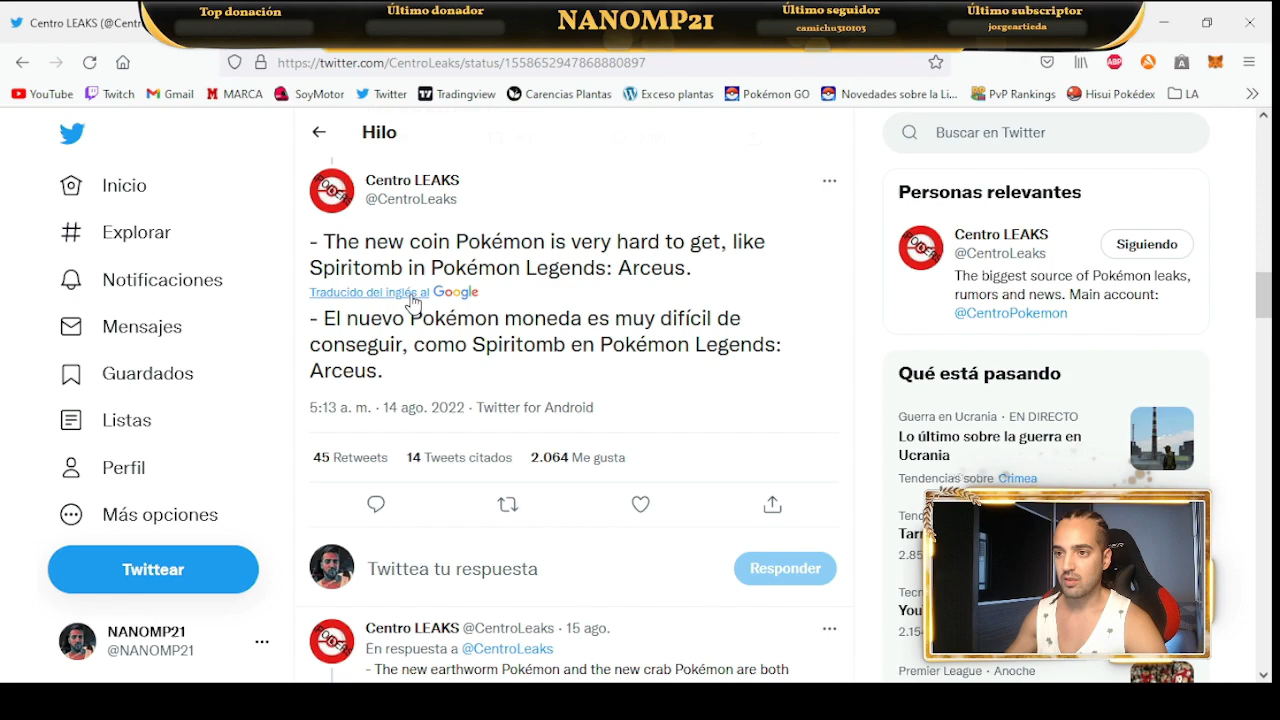 Centro LEAKS (@Centr
Top donación
Último donador
NANOMP21
Último seguidor
camichu310103
Último subscriptor
jorgeartieda
https://twitter.com/CentroLeaks/status/1558652947868880897
YouTube
Twitch
Gmail
MARCA
SoyMotor
Twitter
Tradingview
Carencias Plantas
Exceso plantas
Pokémon GO
Novedades sobre la Li...
PvP Rankings
Hisui Pokédex
LA
Inicio
Explorar
Notificaciones
Mensajes
Guardados
Listas
Perfil
Más opciones
Twittear
NANOMP21
@NANOMP21
Hilo
Centro LEAKS
@CentroLeaks
- The new coin Pokémon is very hard to get, like
Spiritomb in Pokémon Legends: Arceus.
Traducido del inglés al Google
- El nuevo Pokémon moneda es muy difícil de
conseguir, como Spiritomb en Pokémon Legends:
Arceus.
5:13 a. m. · 14 ago. 2022 · Twitter for Android
45 Retweets 14 Tweets citados 2.064 Me gusta
Twittea tu respuesta
Responder
Centro LEAKS @CentroLeaks · 15 ago.
En respuesta a @CentroLeaks
- The new earthworm Pokémon and the new crab Pokémon are both
Buscar en Twitter
Personas relevantes
Centro LEAKS
@CentroLeaks
Siguiendo
The biggest source of Pokémon leaks,
rumors and news. Main account:
@CentroPokemon
Qué está pasando
Guerra en Ucrania · EN DIRECTO
Lo último sobre la guerra en
Ucrania
Tendencias sobre Crimea
Premier League · Anoche